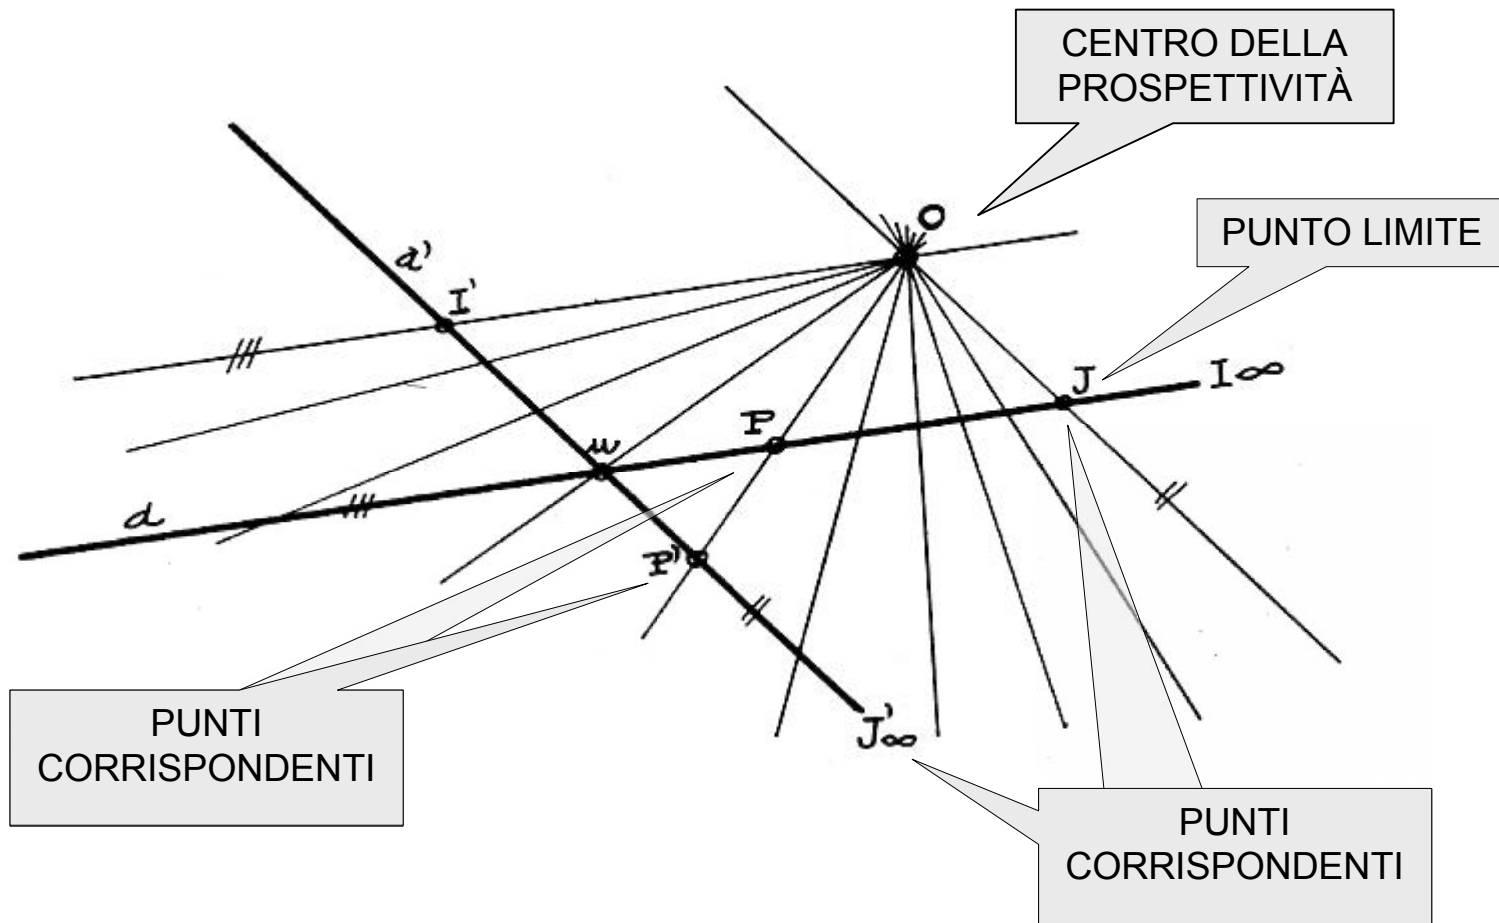 CENTRO DELLA
PROSPETTIVITÀ
O
PUNTO LIMITE
d'
I'
J
I∞
P
ω
d
P'
J'∞
PUNTI
CORRISPONDENTI
PUNTI
CORRISPONDENTI